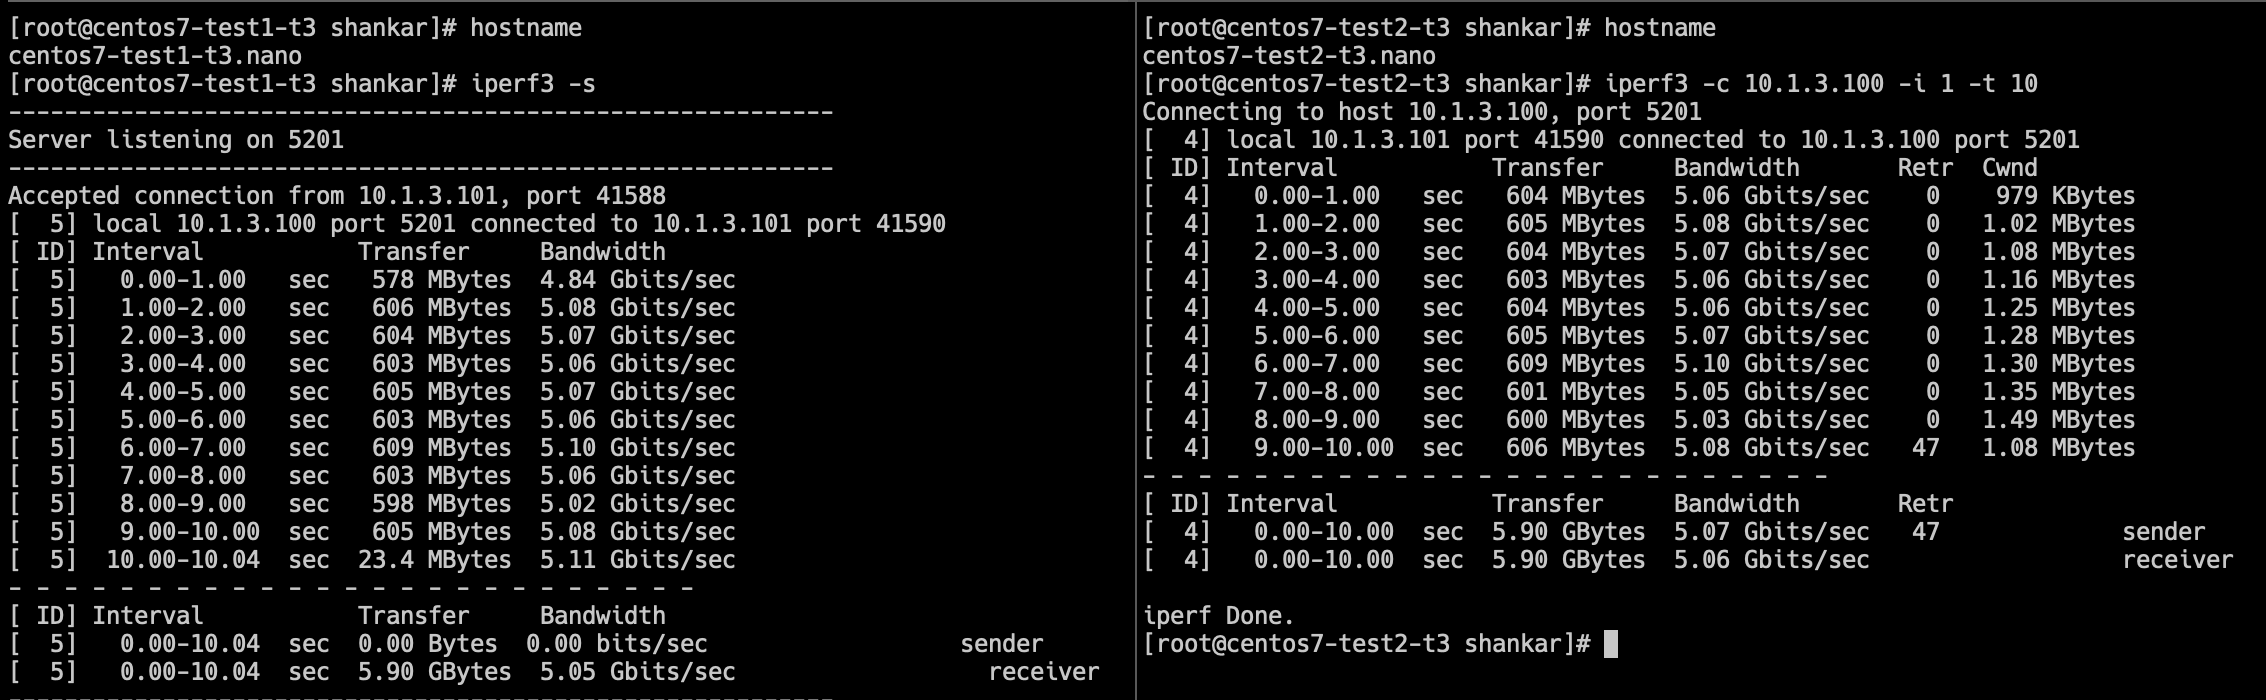 [root@centos7-test1-t3 shankar]# hostname
centos7-test1-t3.nano
[root@centos7-test1-t3 shankar]# iperf3 -s
-----------------------------------------------------------
Server listening on 5201
-----------------------------------------------------------
Accepted connection from 10.1.3.101, port 41588
[  5] local 10.1.3.100 port 5201 connected to 10.1.3.101 port 41590
[ ID] Interval           Transfer     Bandwidth
[  5]   0.00-1.00   sec   578 MBytes  4.84 Gbits/sec
[  5]   1.00-2.00   sec   606 MBytes  5.08 Gbits/sec
[  5]   2.00-3.00   sec   604 MBytes  5.07 Gbits/sec
[  5]   3.00-4.00   sec   603 MBytes  5.06 Gbits/sec
[  5]   4.00-5.00   sec   605 MBytes  5.07 Gbits/sec
[  5]   5.00-6.00   sec   603 MBytes  5.06 Gbits/sec
[  5]   6.00-7.00   sec   609 MBytes  5.10 Gbits/sec
[  5]   7.00-8.00   sec   603 MBytes  5.06 Gbits/sec
[  5]   8.00-9.00   sec   598 MBytes  5.02 Gbits/sec
[  5]   9.00-10.00  sec   605 MBytes  5.08 Gbits/sec
[  5]  10.00-10.04  sec  23.4 MBytes  5.11 Gbits/sec
- - - - - - - - - - - - - - - - - - - - - - - - -
[ ID] Interval           Transfer     Bandwidth
[  5]   0.00-10.04  sec  0.00 Bytes  0.00 bits/sec                  sender
[  5]   0.00-10.04  sec  5.90 GBytes  5.05 Gbits/sec                  receiver
-----------------------------------------------------------
[root@centos7-test2-t3 shankar]# hostname
centos7-test2-t3.nano
[root@centos7-test2-t3 shankar]# iperf3 -c 10.1.3.100 -i 1 -t 10
Connecting to host 10.1.3.100, port 5201
[  4] local 10.1.3.101 port 41590 connected to 10.1.3.100 port 5201
[ ID] Interval           Transfer     Bandwidth       Retr  Cwnd
[  4]   0.00-1.00   sec   604 MBytes  5.06 Gbits/sec    0    979 KBytes
[  4]   1.00-2.00   sec   605 MBytes  5.08 Gbits/sec    0   1.02 MBytes
[  4]   2.00-3.00   sec   604 MBytes  5.07 Gbits/sec    0   1.08 MBytes
[  4]   3.00-4.00   sec   603 MBytes  5.06 Gbits/sec    0   1.16 MBytes
[  4]   4.00-5.00   sec   604 MBytes  5.06 Gbits/sec    0   1.25 MBytes
[  4]   5.00-6.00   sec   605 MBytes  5.07 Gbits/sec    0   1.28 MBytes
[  4]   6.00-7.00   sec   609 MBytes  5.10 Gbits/sec    0   1.30 MBytes
[  4]   7.00-8.00   sec   601 MBytes  5.05 Gbits/sec    0   1.35 MBytes
[  4]   8.00-9.00   sec   600 MBytes  5.03 Gbits/sec    0   1.49 MBytes
[  4]   9.00-10.00  sec   606 MBytes  5.08 Gbits/sec   47   1.08 MBytes
- - - - - - - - - - - - - - - - - - - - - - - - -
[ ID] Interval           Transfer     Bandwidth       Retr
[  4]   0.00-10.00  sec  5.90 GBytes  5.07 Gbits/sec   47             sender
[  4]   0.00-10.00  sec  5.90 GBytes  5.06 Gbits/sec                  receiver
iperf Done.
[root@centos7-test2-t3 shankar]#